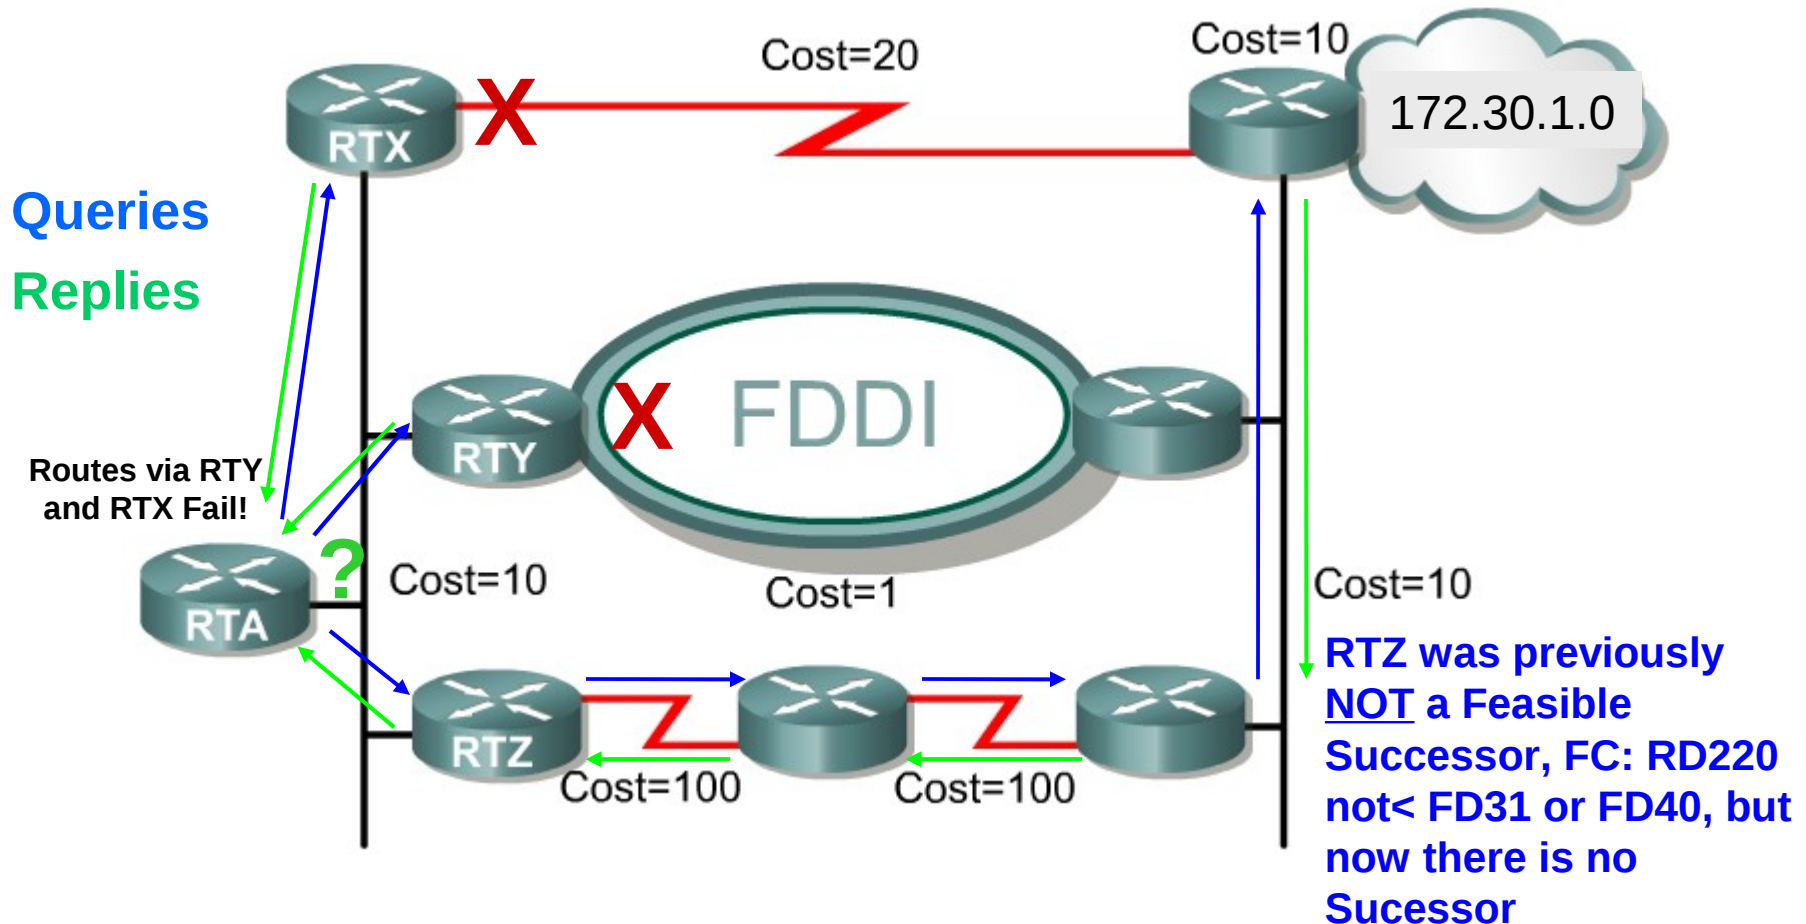 Cost=20
Cost=10
172.30.1.0
X
RTX
Queries
Replies
FDDI
X
RTY
Routes via RTY
and RTX Fail!
?
Cost=10
Cost=1
Cost=10
RTA
RTZ
Cost=100
Cost=100
RTZ was previously
NOT a Feasible
Successor, FC: RD220
not< FD31 or FD40, but
now there is no
Sucessor